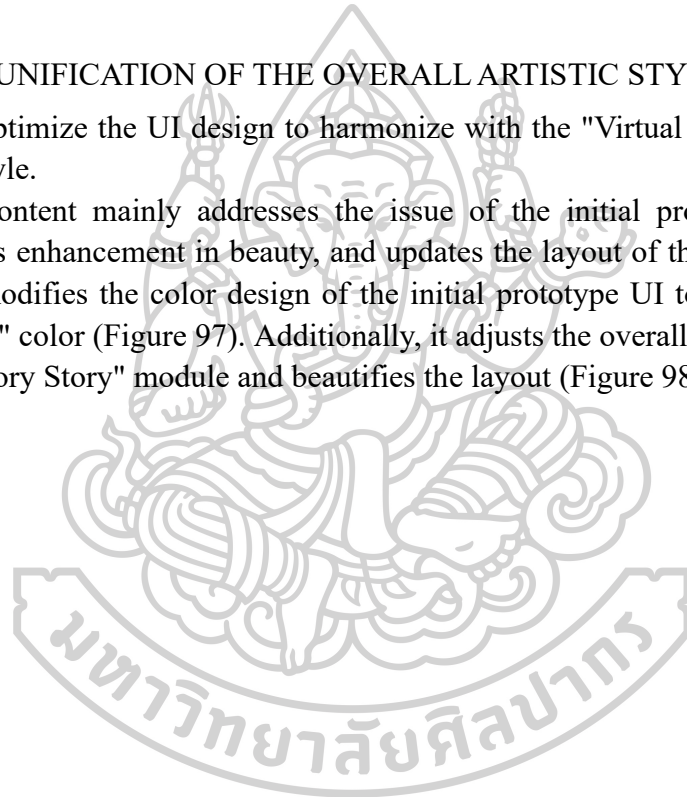 UNIFICATION OF THE OVERALL ARTISTIC STY
ptimize the UI design to harmonize with the "Virtual
yle.
ontent mainly addresses the issue of the initial pro
s enhancement in beauty, and updates the layout of th
odifies the color design of the initial prototype UI t
" color (Figure 97). Additionally, it adjusts the overall
ory Story" module and beautifies the layout (Figure 98
มหาวิทยาลัยศิลปากร